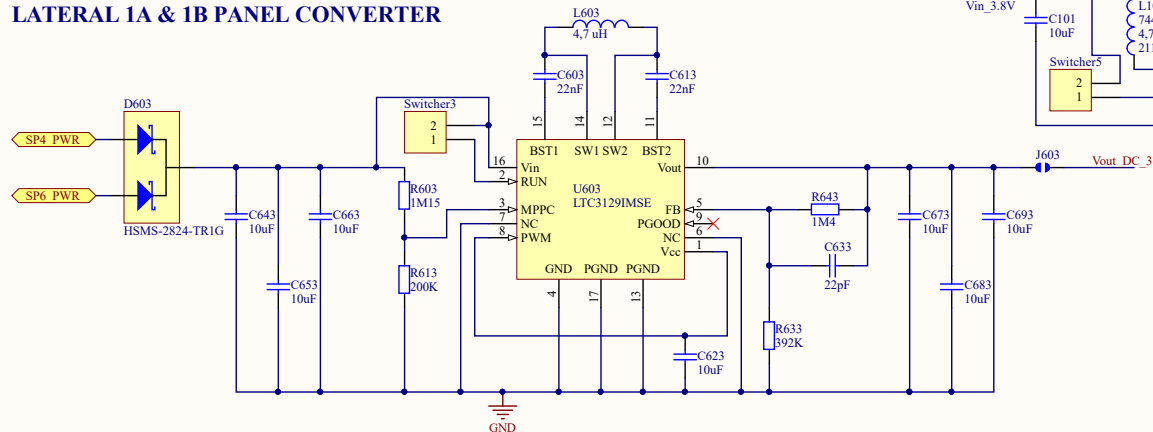 LATERAL 1A & 1B PANEL CONVERTER
L603
4,7 uH
C603
22nF
C613
22nF
Vin_3.8V
C101
10uF
Switcher5
2
1
D603
SP4 PWR
SP6 PWR
HSMS-2824-TR1G
Switcher3
2
1
15
14
12
11
BST1
SW1
SW2
BST2
16
Vin
2
RUN
3
MPPC
7
NC
8
PWM
U603
LTC3129IMSE
Vout
10
FB
5
PGOOD
9
NC
6
Vcc
1
GND
PGND
PGND
4
17
13
R603
1M15
R613
200K
C643
10uF
C663
10uF
C653
10uF
R643
1M4
C633
22pF
R633
392K
C623
10uF
C673
10uF
C693
10uF
C683
10uF
J603
Vout_DC_3
GND